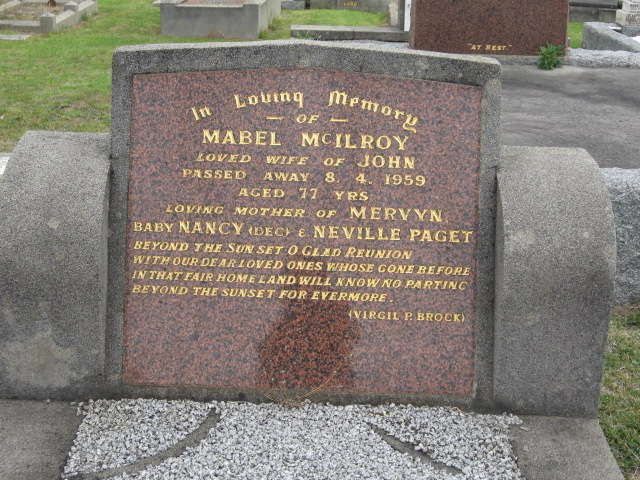 "AT REST."
In Loving Memory
— OF —
MABEL McILROY
LOVED WIFE OF JOHN
PASSED AWAY 8. 4. 1959
AGED 77 YRS
LOVING MOTHER OF MERVYN,
BABY NANCY (DEC) & NEVILLE PAGET
BEYOND THE SUNSET O GLAD REUNION
WITH OUR DEAR LOVED ONES WHOSE GONE BEFORE
IN THAT FAIR HOMELAND WILL KNOW NO PARTING
BEYOND THE SUNSET FOR EVERMORE.
(VIRGIL P. BROCK)